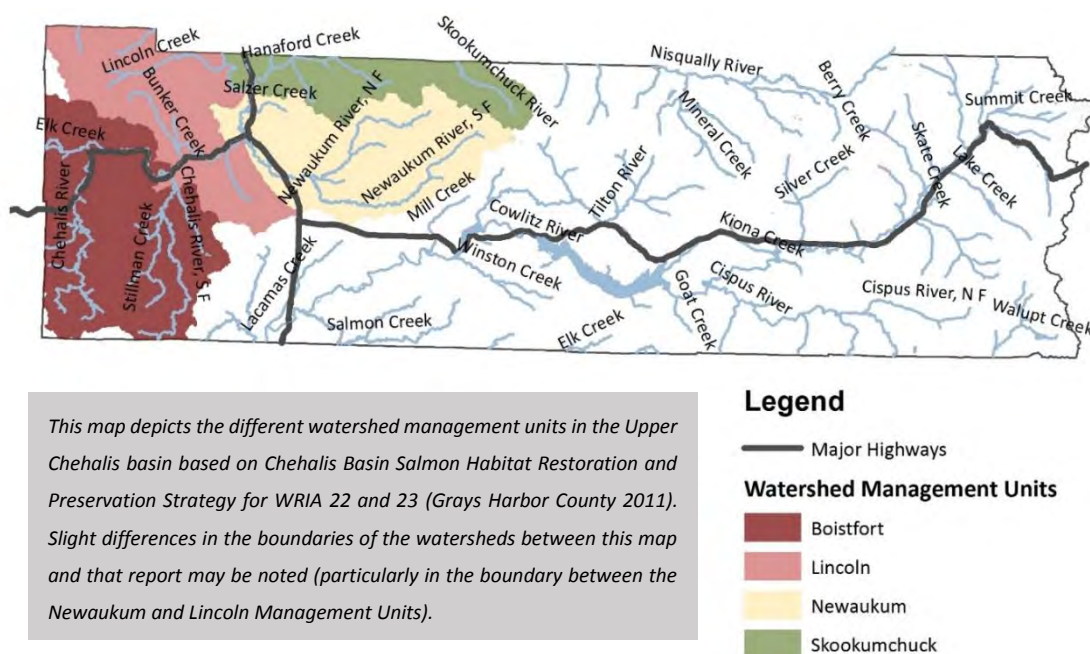 Lincoln Creek
Hanaford Creek
Skookumchuck River
Nisqually River
Berry Creek
Summit Creek
Bunker Creek
Salzer Creek
Newaukum River, N F
Newaukum River, S F
Mineral Creek
Skate Creek
Lake Creek
Elk Creek
Silver Creek
Chehalis River
Stillman Creek
Chehalis River, S F
Mill Creek
Tilton River
Cowlitz River
Kiona Creek
Winston Creek
Lacamas Creek
Salmon Creek
Elk Creek
Goat Creek
Cispus River
Cispus River, N F
Walupt Creek
This map depicts the different watershed management units in the Upper
Chehalis basin based on Chehalis Basin Salmon Habitat Restoration and
Preservation Strategy for WRIA 22 and 23 (Grays Harbor County 2011).
Slight differences in the boundaries of the watersheds between this map
and that report may be noted (particularly in the boundary between the
Newaukum and Lincoln Management Units).
Legend
Major Highways
Watershed Management Units
Boistfort
Lincoln
Newaukum
Skookumchuck